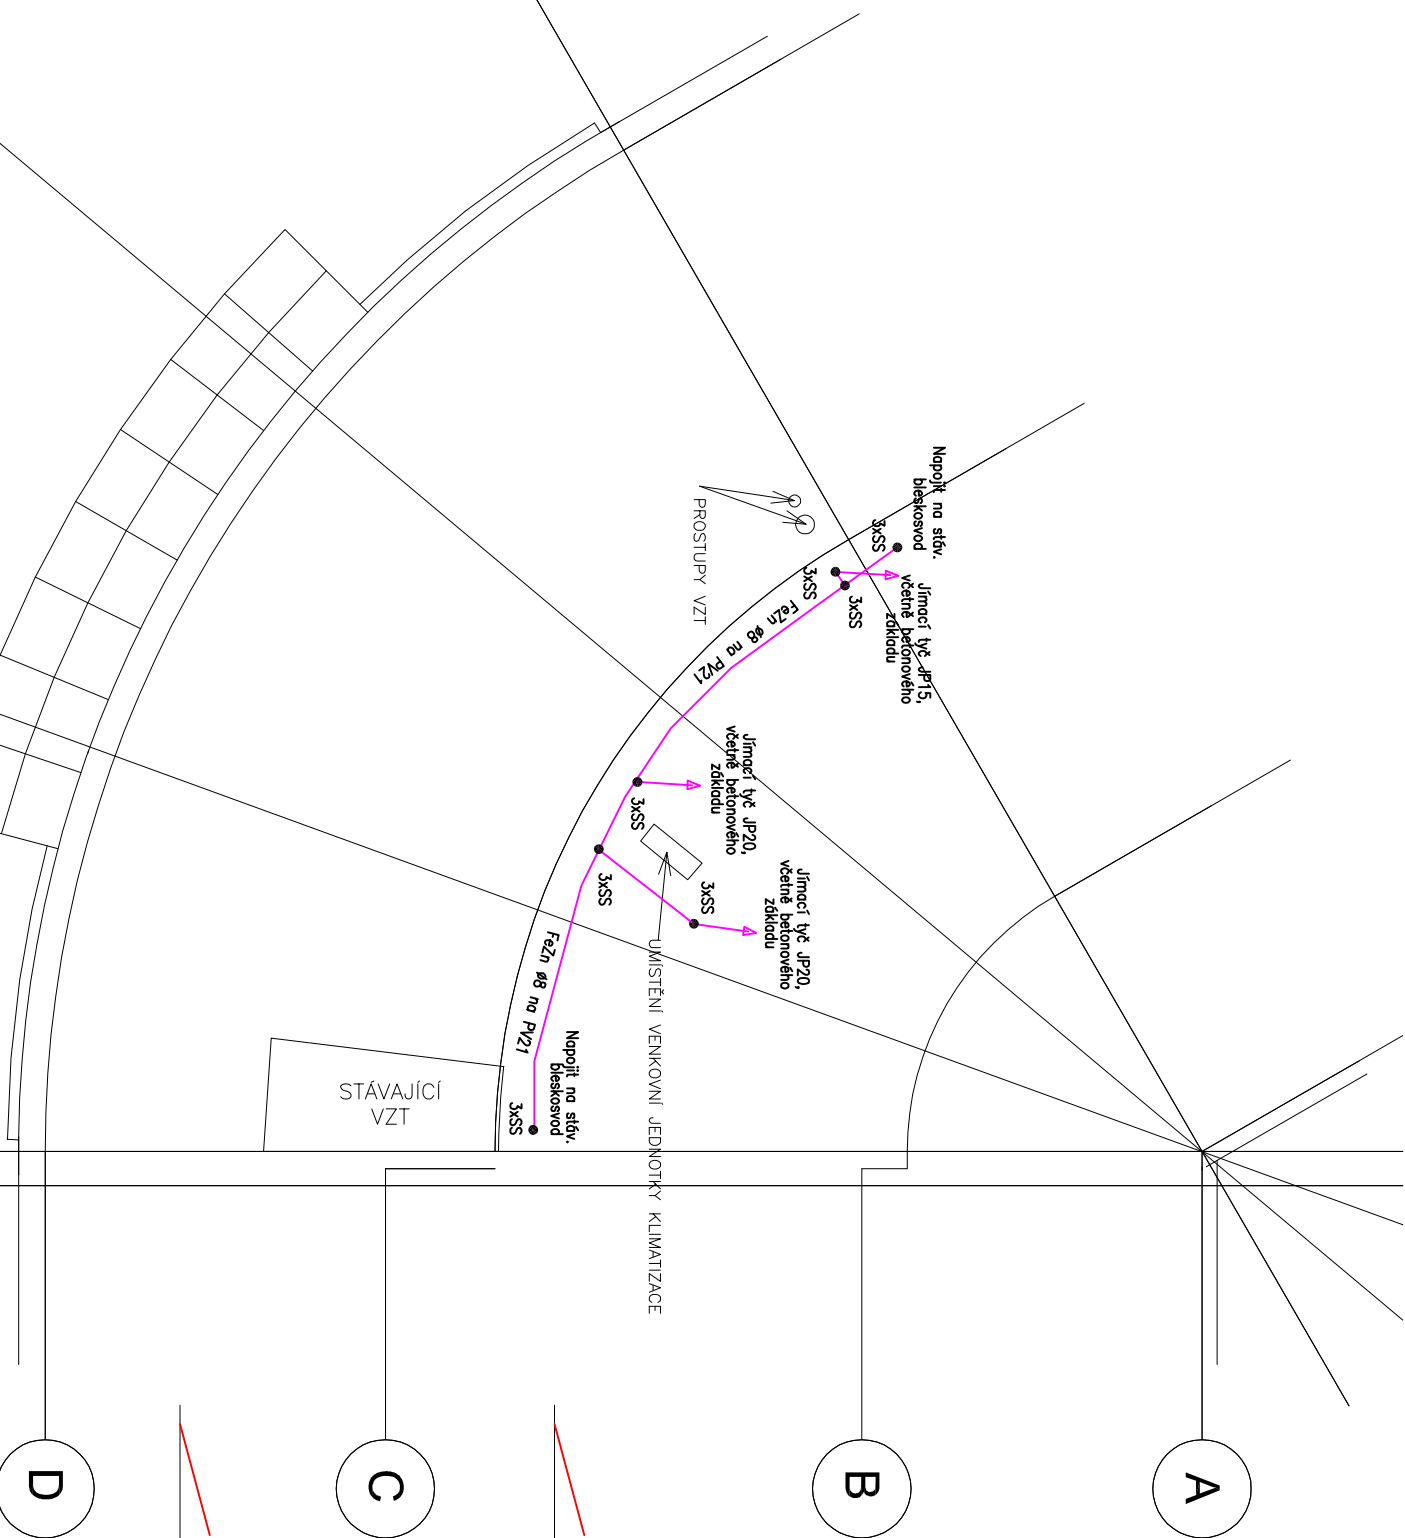 Napojit na stáv.
bleskosvod
3xSS
Jímací tyč JP15,
včetně betonového
základu
3xSS
3xSS
PROSTUPY VZT
FeZn ø8 na PV21
Jímací tyč JP20,
včetně betonového
základu
3xSS
3xSS
Jímací tyč JP20,
včetně betonového
základu
3xSS
UMÍSTĚNÍ VENKOVNÍ JEDNOTKY KLIMATIZACE
FeZn ø8 na PV21
Napojit na stáv.
bleskosvod
3xSS
STÁVAJÍCÍ
VZT
D
C
B
A